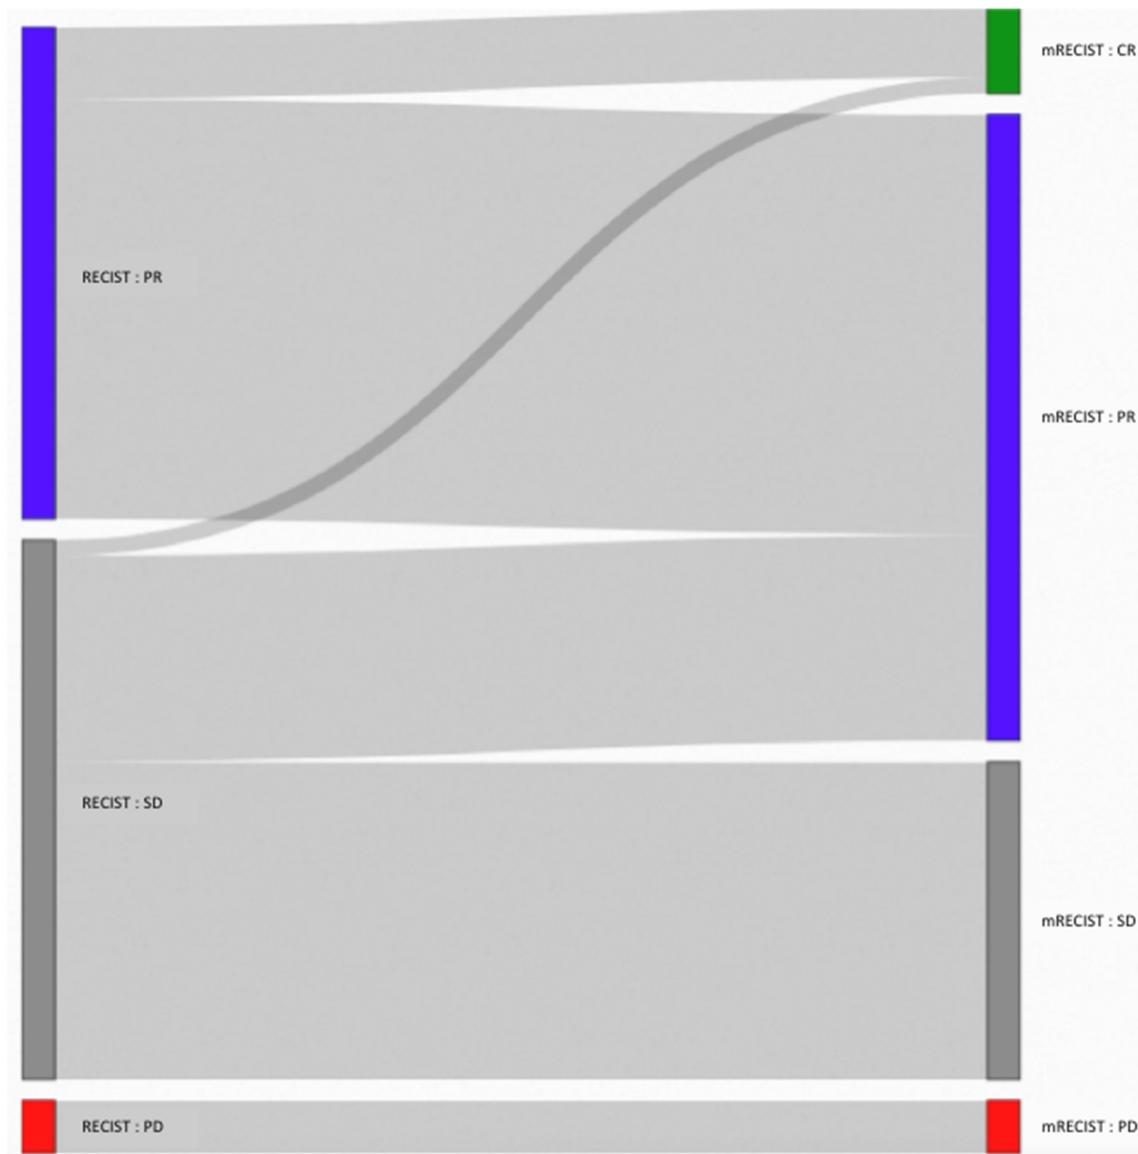 mRECIST : CR
RECIST : PR
mRECIST : PR
RECIST : SD
mRECIST : SD
RECIST : PD
mRECIST : PD